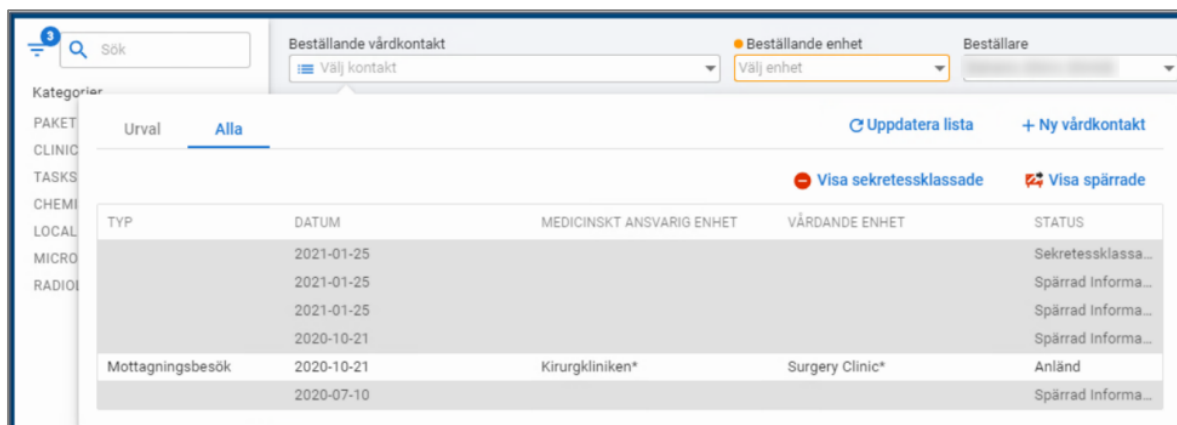 3
Sök
Beställande vårdkontakt
Beställande enhet
Beställare
Välj kontakt
Välj enhet
Kategorier
PAKET
CLINIC
TASKS
CHEMI
LOCAL
MICRO
RADIOL
Urval
Alla
Uppdatera lista
+ Ny vårdkontakt
Visa sekretessklassade
Visa spärrade
TYP DATUM MEDICINSKT ANSVARIG ENHET VÅRDANDE ENHET STATUS
2021-01-25 Sekretessklassa...
2021-01-25 Spärrad Informa...
2021-01-25 Spärrad Informa...
2020-10-21 Spärrad Informa...
Mottagningsbesök 2020-10-21 Kirurgkliniken* Surgery Clinic* Anländ
2020-07-10 Spärrad Informa...